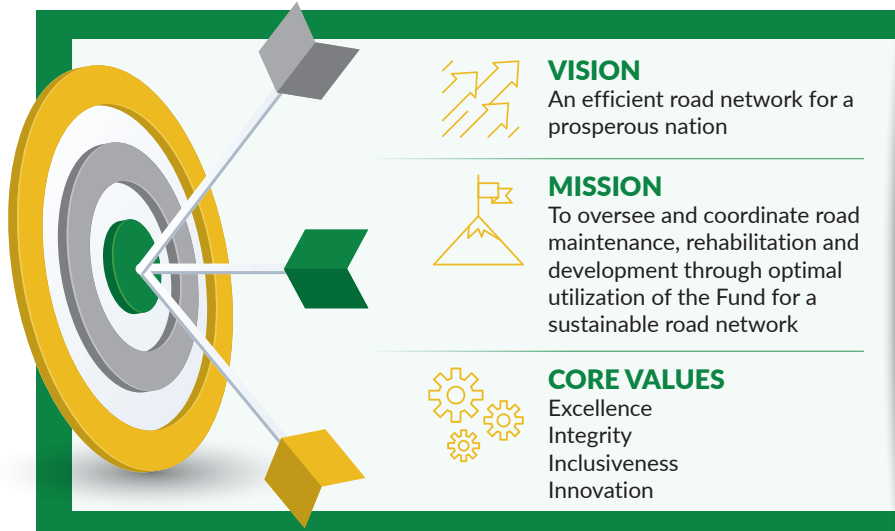 VISION
An efficient road network for a
prosperous nation
MISSION
To oversee and coordinate road
maintenance, rehabilitation and
development through optimal
utilization of the Fund for a
sustainable road network
CORE VALUES
Excellence
Integrity
Inclusiveness
Innovation